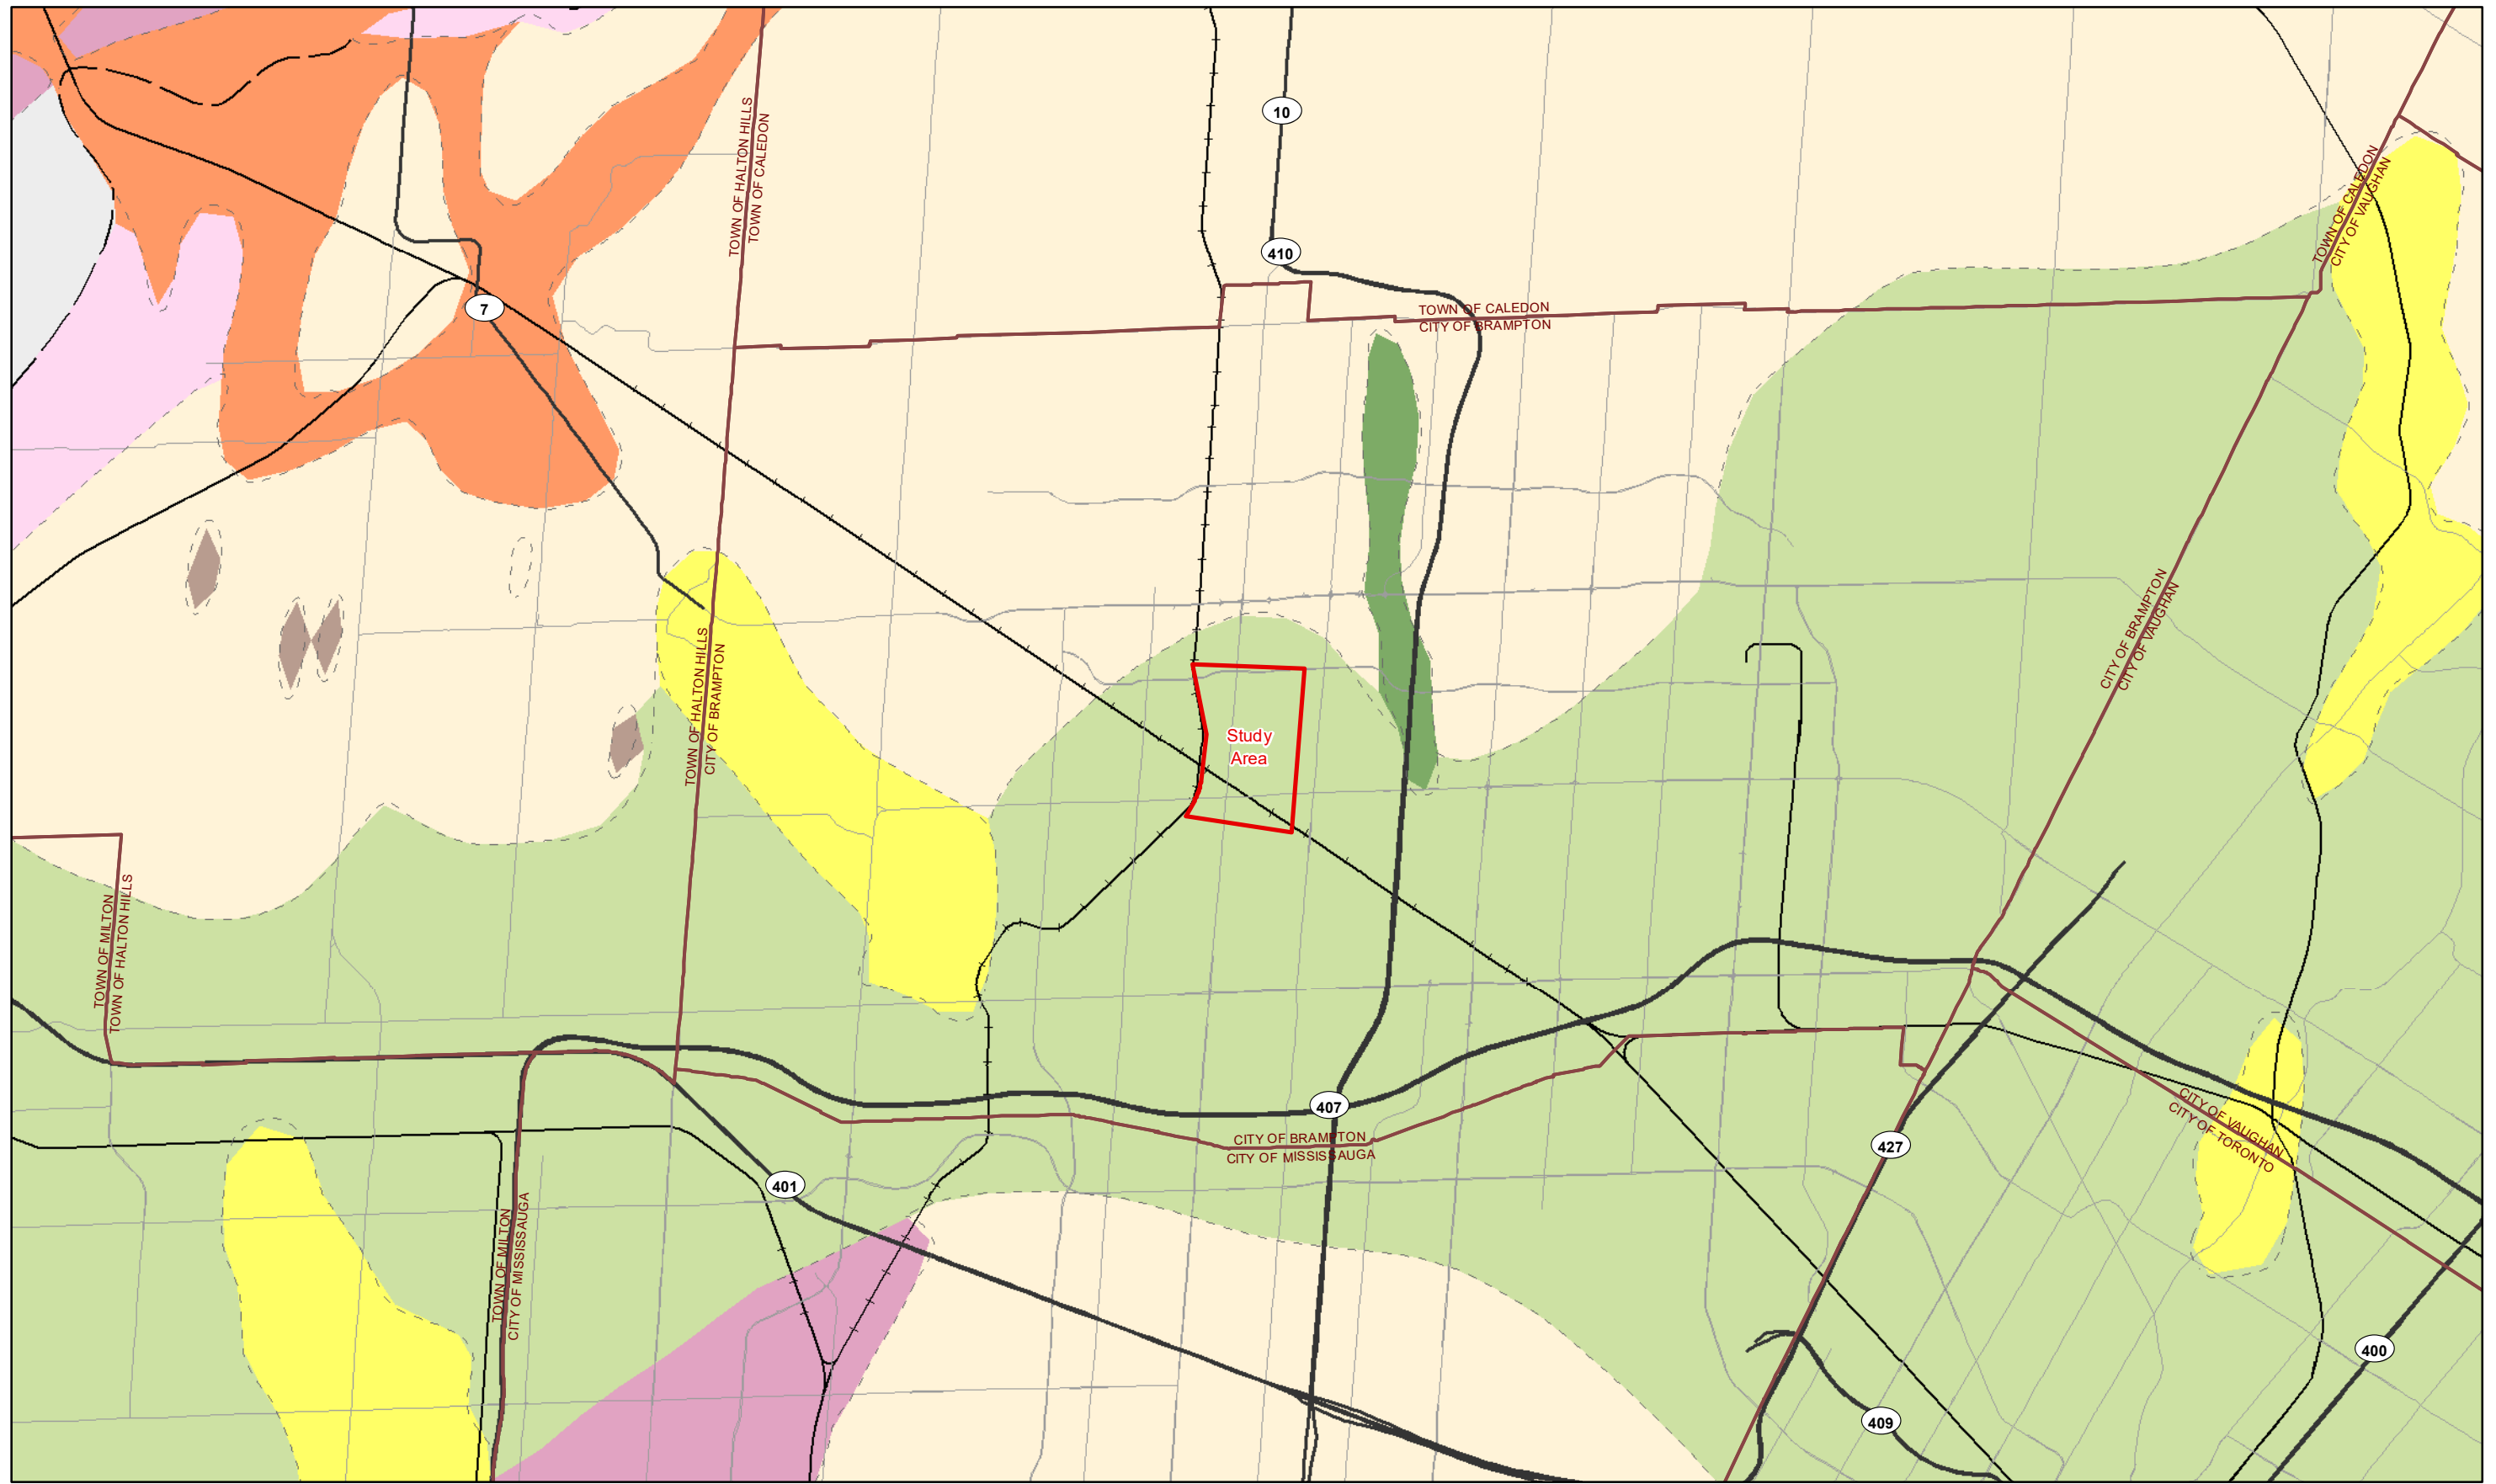 10
TOWN OF HALTON HILLS
TOWN OF CALEDON
TOWN OF CALEDON
CITY OF VAUGHAN
410
7
TOWN OF CALEDON
CITY OF BRAMPTON
CITY OF BRAMPTON
CITY OF VAUGHAN
TOWN OF HALTON HILLS
CITY OF BRAMPTON
Study
Area
TOWN OF MILTON
TOWN OF HALTON HILLS
407
CITY OF BRAMPTON
CITY OF MISSISSAUGA
427
CITY OF VAUGHAN
CITY OF TORONTO
401
TOWN OF MILTON
CITY OF MISSISSAUGA
400
409